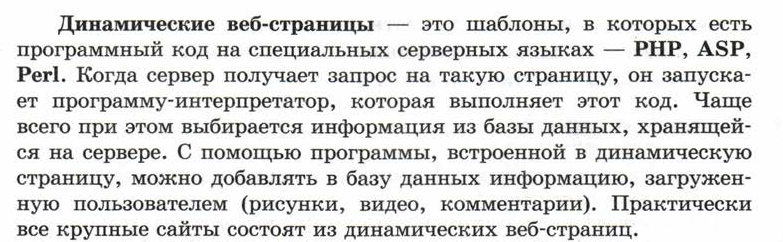 Динамические веб-страницы — это шаблоны, в которых есть
программный код на специальных серверных языках — PHP, ASP,
Perl. Когда сервер получает запрос на такую страницу, он запуска-
ет программу-интерпретатор, которая выполняет этот код. Чаще
всего при этом выбирается информация из базы данных, хранящей-
ся на сервере. С помощью программы, встроенной в динамическую
страницу, можно добавлять в базу данных информацию, загружен-
ную пользователем (рисунки, видео, комментарии). Практически
все крупные сайты состоят из динамических веб-страниц.